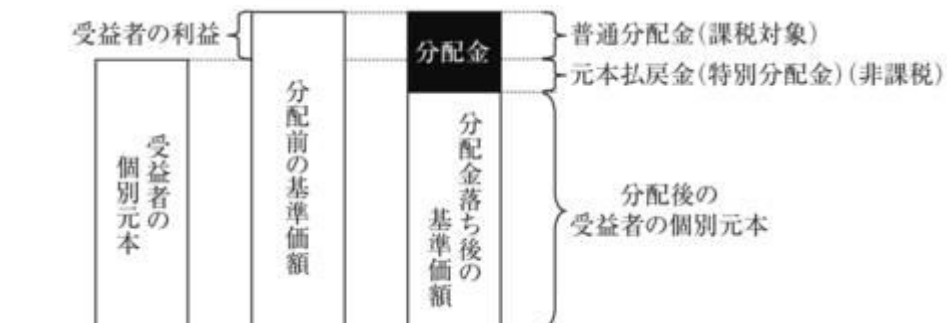 受益者の利益
分配金
普通分配金(課税対象)
元本払戻金(特別分配金)(非課税)
受益者の
個別元本
分配前の基準価額
分配金落ち後の
基準価額
分配後の
受益者の個別元本